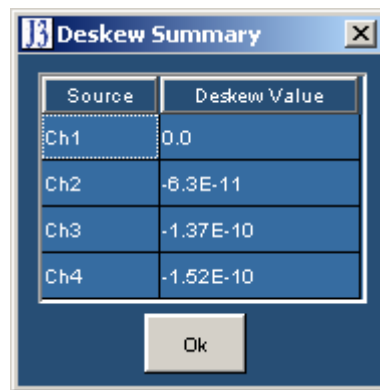 J3 Deskew Summary
Source Deskew Value
Ch1 0.0
Ch2 -6.3E-11
Ch3 -1.37E-10
Ch4 -1.52E-10
Ok